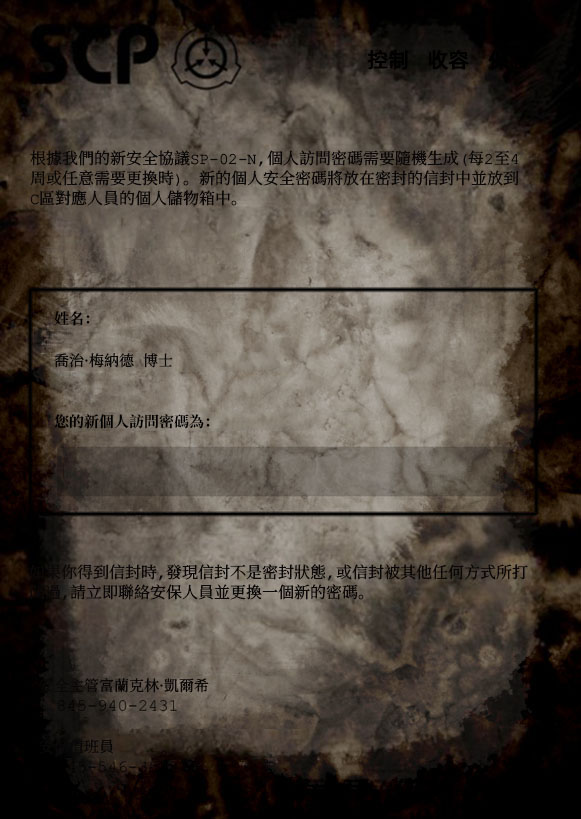 SCP
控制 收容
根據我們的新安全協議SP-02-N,個人訪問密碼需要隨機生成(每2至4
周或任意需要更換時)。新的個人安全密碼將放在密封的信封中並放到
C區對應人員的個人儲物箱中。
姓名:
喬治·梅納德 博士
您的新個人訪問密碼為:
你得到信封時,發現信封不是密封狀態,或信封被其他任何方式所打
,請立即聯絡安保人員並更換一個新的密碼。
主管富蘭克林·凱爾希
845-940-2431
班員